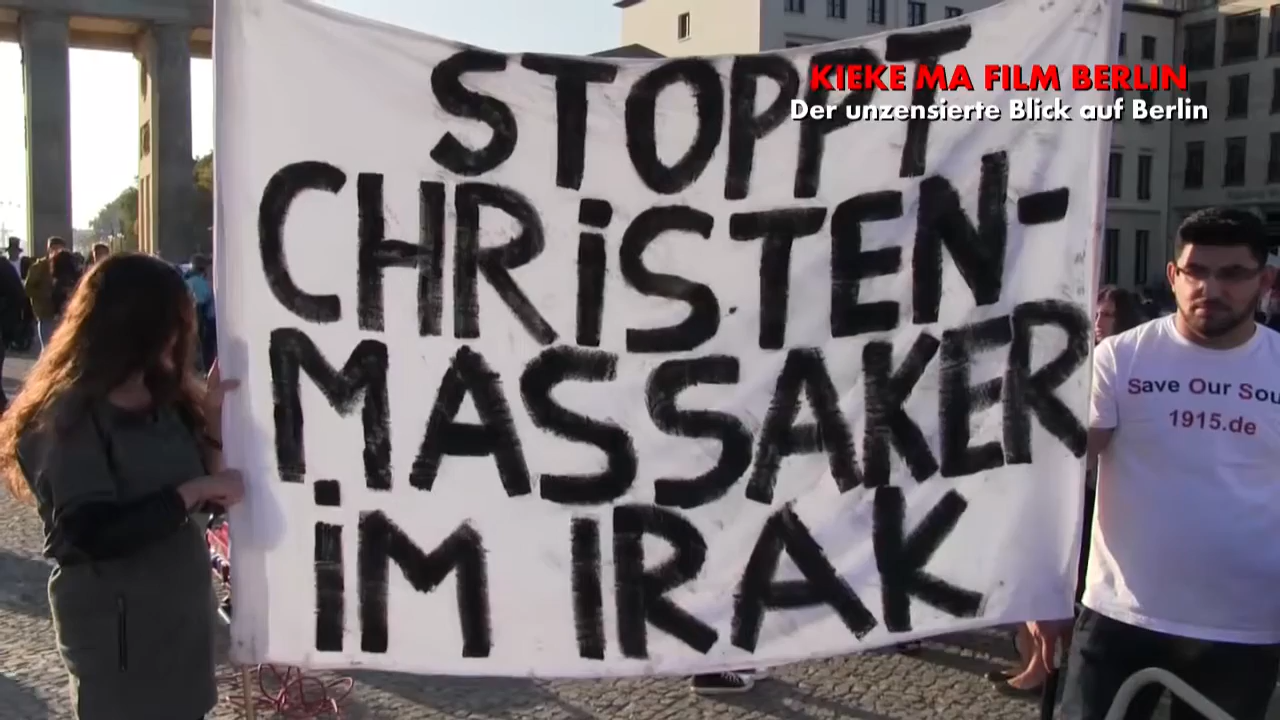 KIEKE MA FILM BERLIN
Der unzensierte Blick auf Berlin
STOPPT
CHRiSTEN-
MASSAKER
iM IRAK
Save Our Sou
1915.de